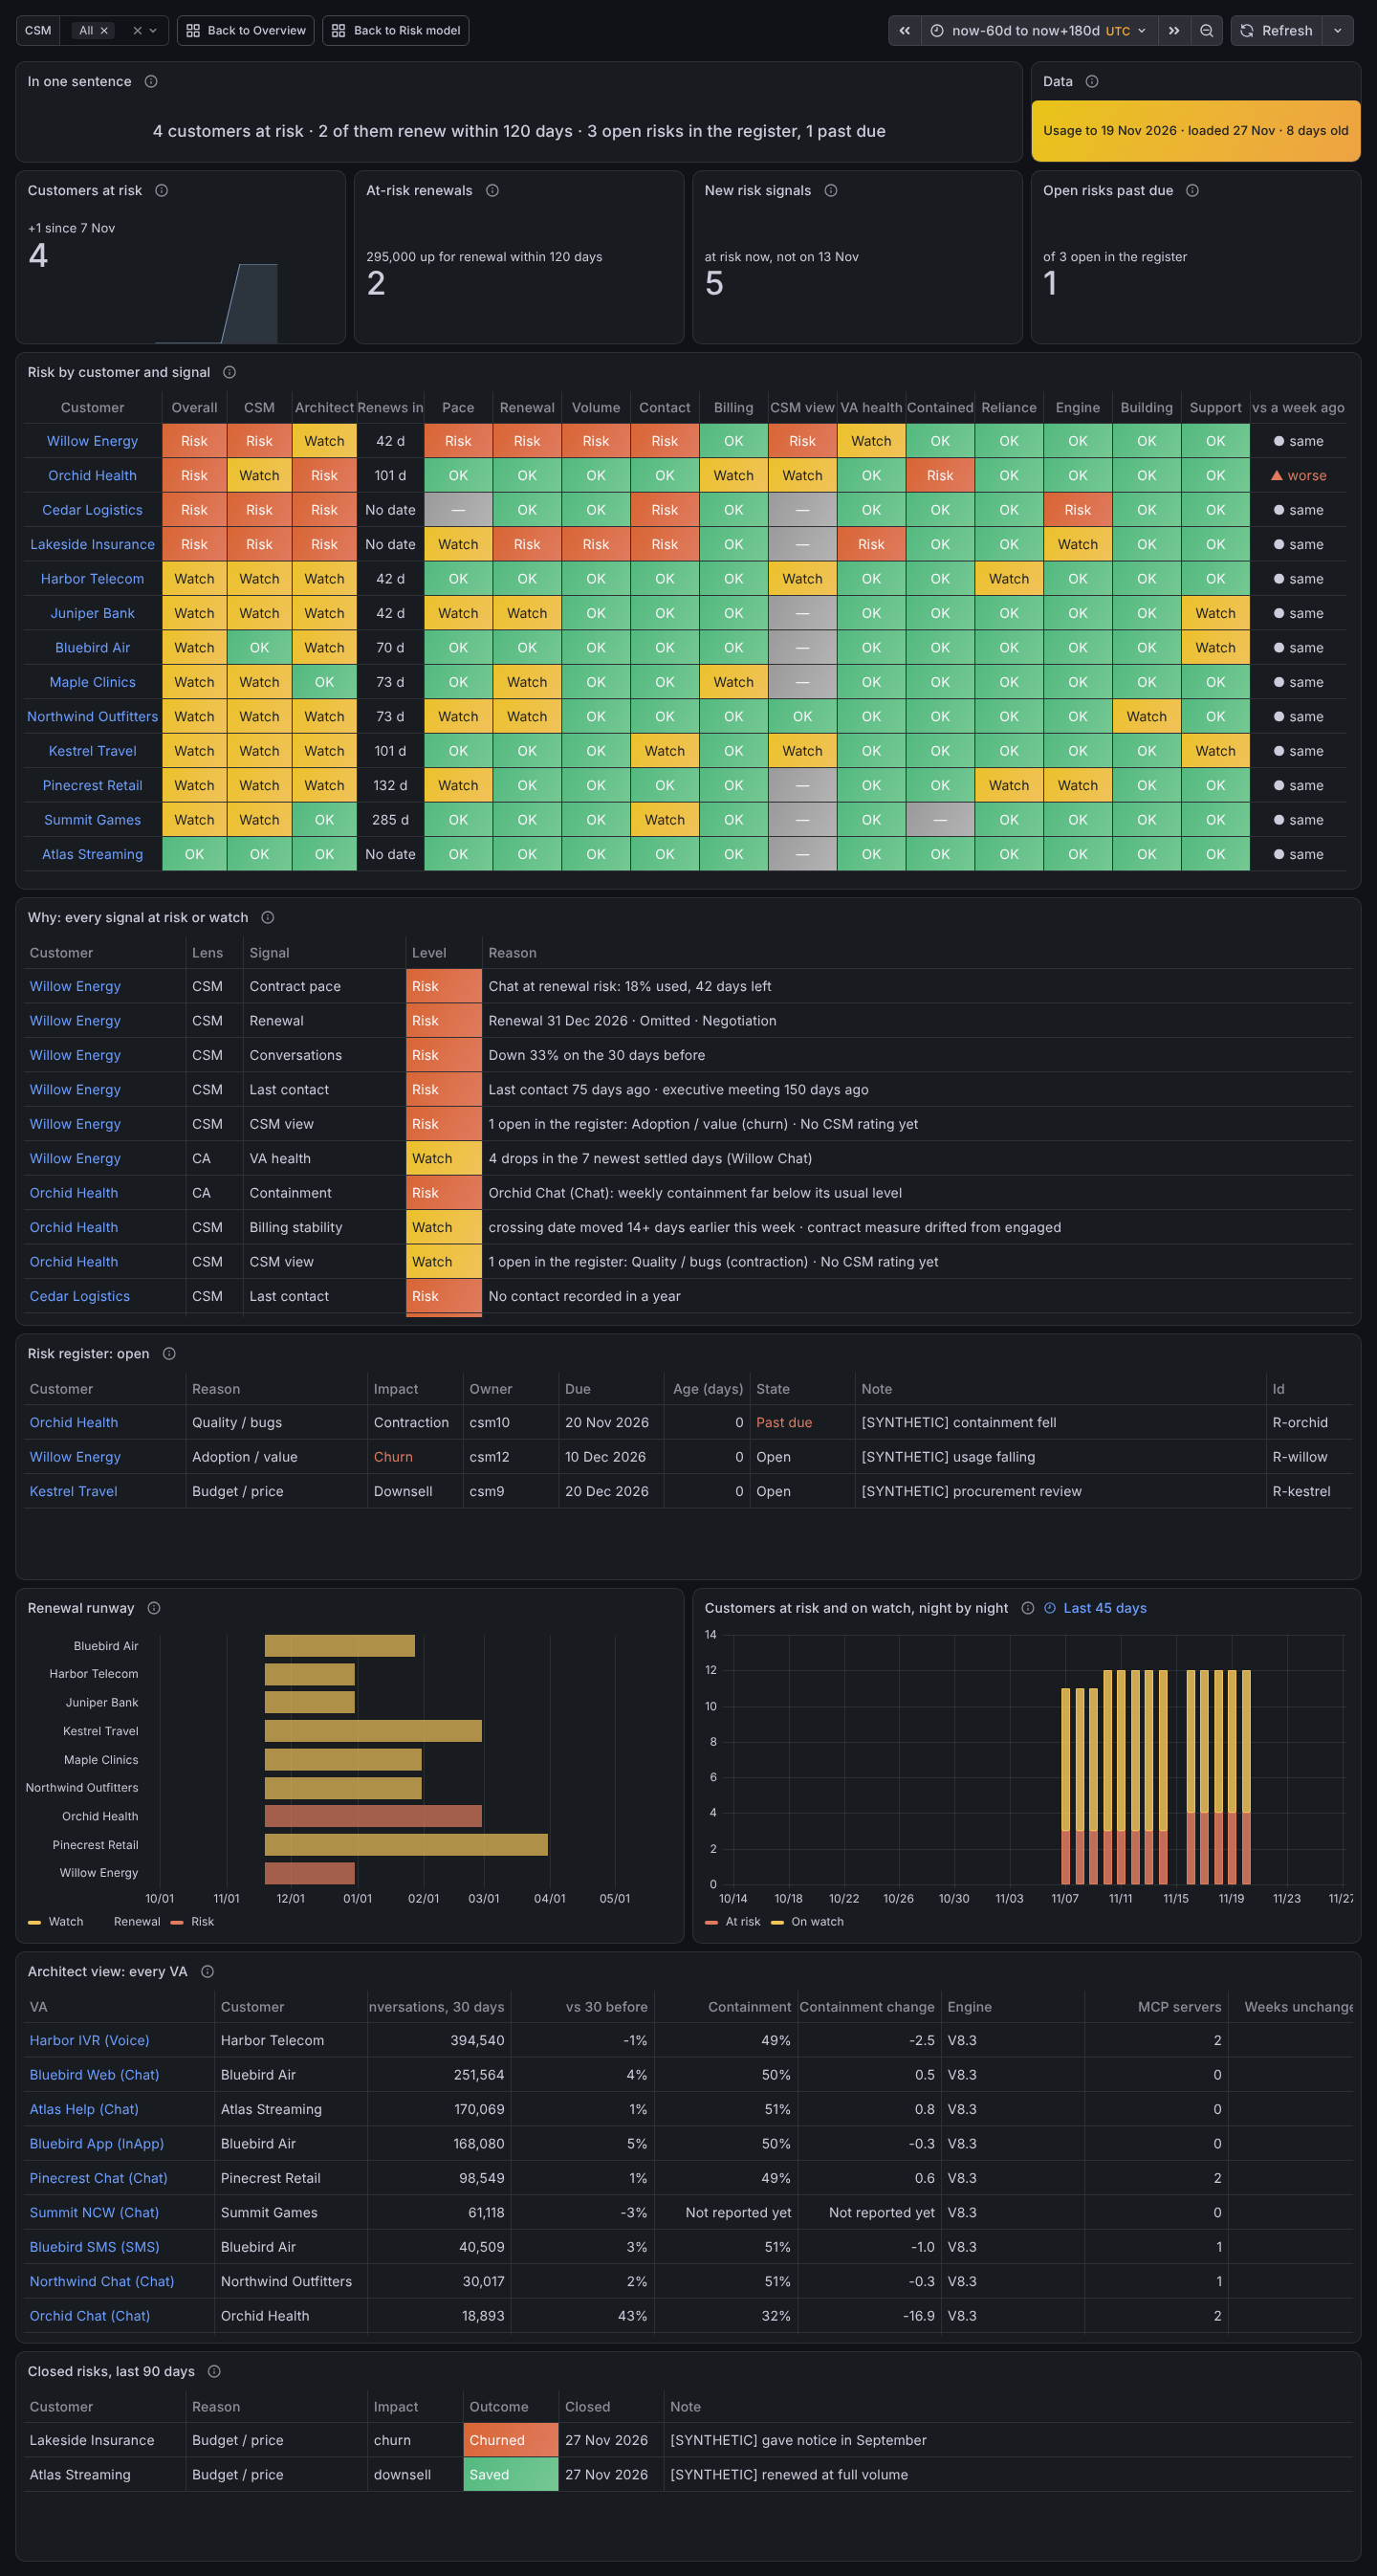 CSM All × × Back to Overview Back to Risk model now-60d to now+180d UTC Refresh
In one sentence
4 customers at risk · 2 of them renew within 120 days · 3 open risks in the register, 1 past due
Data
Usage to 19 Nov 2026 · loaded 27 Nov · 8 days old
Customers at risk
+1 since 7 Nov
4
At-risk renewals
295,000 up for renewal within 120 days
2
New risk signals
at risk now, not on 13 Nov
5
Open risks past due
of 3 open in the register
1
Risk by customer and signal
Customer Overall CSM Architect Renews in Pace Renewal Volume Contact Billing CSM view VA health Contained Reliance Engine Building Support vs a week ago
Willow Energy Risk Risk Watch 42 d Risk Risk Risk Risk OK Risk Watch OK OK OK OK OK ● same
Orchid Health Risk Watch Risk 101 d OK OK OK OK Watch Watch OK Risk OK OK OK OK ▲ worse
Cedar Logistics Risk Risk Risk No date — OK OK Risk OK — OK OK OK Risk OK OK ● same
Lakeside Insurance Risk Risk Risk No date Watch Risk Risk Risk OK — Risk OK OK Watch OK OK ● same
Harbor Telecom Watch Watch Watch 42 d OK OK OK OK OK Watch OK OK Watch OK OK OK ● same
Juniper Bank Watch Watch Watch 42 d Watch Watch OK OK OK — OK OK OK OK OK Watch ● same
Bluebird Air Watch OK Watch 70 d OK OK OK OK OK — OK OK OK OK OK Watch ● same
Maple Clinics Watch Watch OK 73 d OK Watch OK OK Watch — OK OK OK OK OK OK ● same
Northwind Outfitters Watch Watch Watch 73 d Watch Watch OK OK OK OK OK OK OK OK Watch OK ● same
Kestrel Travel Watch Watch Watch 101 d OK OK OK Watch OK Watch OK OK OK OK OK Watch ● same
Pinecrest Retail Watch Watch Watch 132 d Watch OK OK OK OK — OK OK Watch Watch OK OK ● same
Summit Games Watch Watch OK 285 d OK OK OK Watch OK — OK — OK OK OK OK ● same
Atlas Streaming OK OK OK No date OK OK OK OK OK — OK OK OK OK OK OK ● same
Why: every signal at risk or watch
Customer Lens Signal Level Reason
Willow Energy CSM Contract pace Risk Chat at renewal risk: 18% used, 42 days left
Willow Energy CSM Renewal Risk Renewal 31 Dec 2026 · Omitted · Negotiation
Willow Energy CSM Conversations Risk Down 33% on the 30 days before
Willow Energy CSM Last contact Risk Last contact 75 days ago · executive meeting 150 days ago
Willow Energy CSM CSM view Risk 1 open in the register: Adoption / value (churn) · No CSM rating yet
Willow Energy CA VA health Watch 4 drops in the 7 newest settled days (Willow Chat)
Orchid Health CA Containment Risk Orchid Chat (Chat): weekly containment far below its usual level
Orchid Health CSM Billing stability Watch crossing date moved 14+ days earlier this week · contract measure drifted from engaged
Orchid Health CSM CSM view Watch 1 open in the register: Quality / bugs (contraction) · No CSM rating yet
Cedar Logistics CSM Last contact Risk No contact recorded in a year
Risk register: open
Customer Reason Impact Owner Due Age (days) State Note Id
Orchid Health Quality / bugs Contraction csm10 20 Nov 2026 0 Past due [SYNTHETIC] containment fell R-orchid
Willow Energy Adoption / value Churn csm12 10 Dec 2026 0 Open [SYNTHETIC] usage falling R-willow
Kestrel Travel Budget / price Downsell csm9 20 Dec 2026 0 Open [SYNTHETIC] procurement review R-kestrel
Renewal runway
Bluebird Air
Harbor Telecom
Juniper Bank
Kestrel Travel
Maple Clinics
Northwind Outfitters
Orchid Health
Pinecrest Retail
Willow Energy
10/01 11/01 12/01 01/01 02/01 03/01 04/01 05/01
Watch Renewal Risk
Customers at risk and on watch, night by night Last 45 days
14
12
10
8
6
4
2
0
10/14 10/18 10/22 10/26 10/30 11/03 11/07 11/11 11/15 11/19 11/23 11/27
At risk On watch
Architect view: every VA
VA Customer nversations, 30 days vs 30 before Containment Containment change Engine MCP servers Weeks unchange
Harbor IVR (Voice) Harbor Telecom 394,540 -1% 49% -2.5 V8.3 2
Bluebird Web (Chat) Bluebird Air 251,564 4% 50% 0.5 V8.3 0
Atlas Help (Chat) Atlas Streaming 170,069 1% 51% 0.8 V8.3 0
Bluebird App (InApp) Bluebird Air 168,080 5% 50% -0.3 V8.3 0
Pinecrest Chat (Chat) Pinecrest Retail 98,549 1% 49% 0.6 V8.3 2
Summit NCW (Chat) Summit Games 61,118 -3% Not reported yet Not reported yet V8.3 0
Bluebird SMS (SMS) Bluebird Air 40,509 3% 51% -1.0 V8.3 1
Northwind Chat (Chat) Northwind Outfitters 30,017 2% 51% -0.3 V8.3 1
Orchid Chat (Chat) Orchid Health 18,893 43% 32% -16.9 V8.3 2
Closed risks, last 90 days
Customer Reason Impact Outcome Closed Note
Lakeside Insurance Budget / price churn Churned 27 Nov 2026 [SYNTHETIC] gave notice in September
Atlas Streaming Budget / price downsell Saved 27 Nov 2026 [SYNTHETIC] renewed at full volume